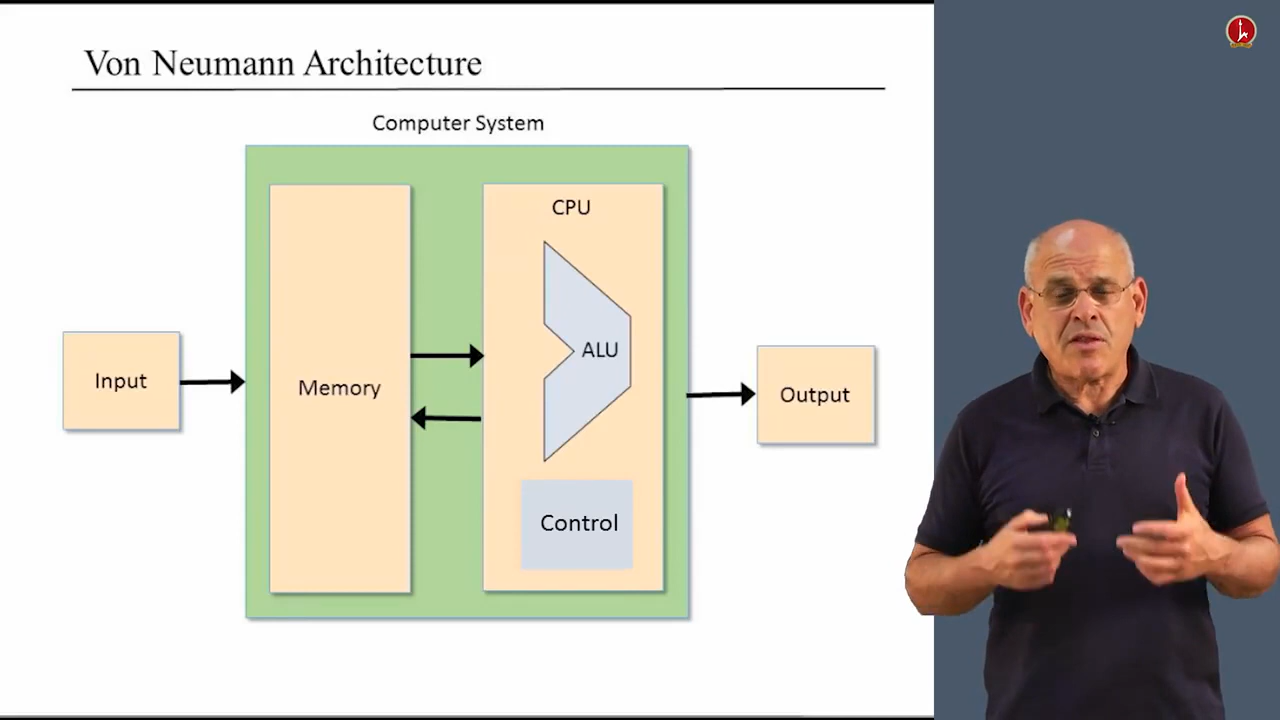 Von Neumann Architecture
Computer System
CPU
ALU
Input
Memory
Output
Control